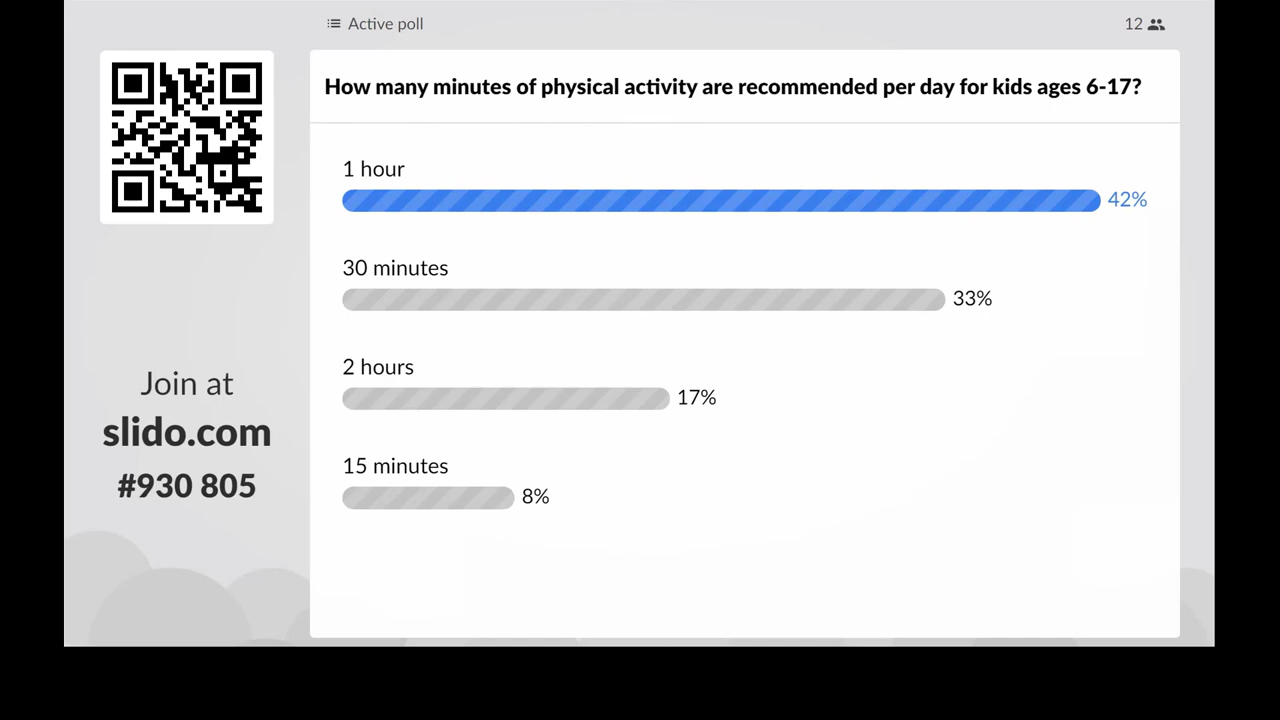 Active poll
12
How many minutes of physical activity are recommended per day for kids ages 6-17?
1 hour
42%
30 minutes
33%
2 hours
17%
15 minutes
8%
Join at
slido.com
#930 805